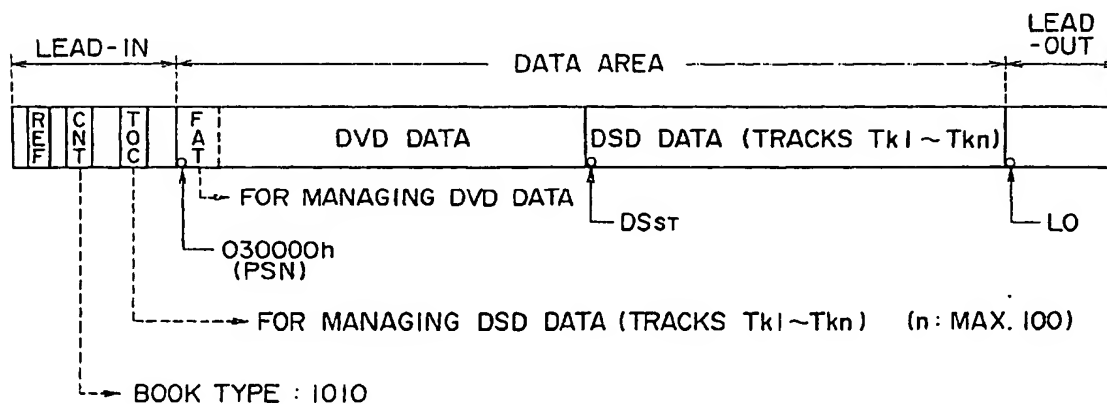 LEAD-IN
DATA AREA
LEAD
-OUT
REF
CNT
TOC
FAT
DVD DATA
DSD DATA (TRACKS Tk1~Tkn)
FOR MANAGING DVD DATA
DSST
LO
030000h
(PSN)
FOR MANAGING DSD DATA (TRACKS Tk1~Tkn) (n: MAX. 100)
BOOK TYPE : 1010